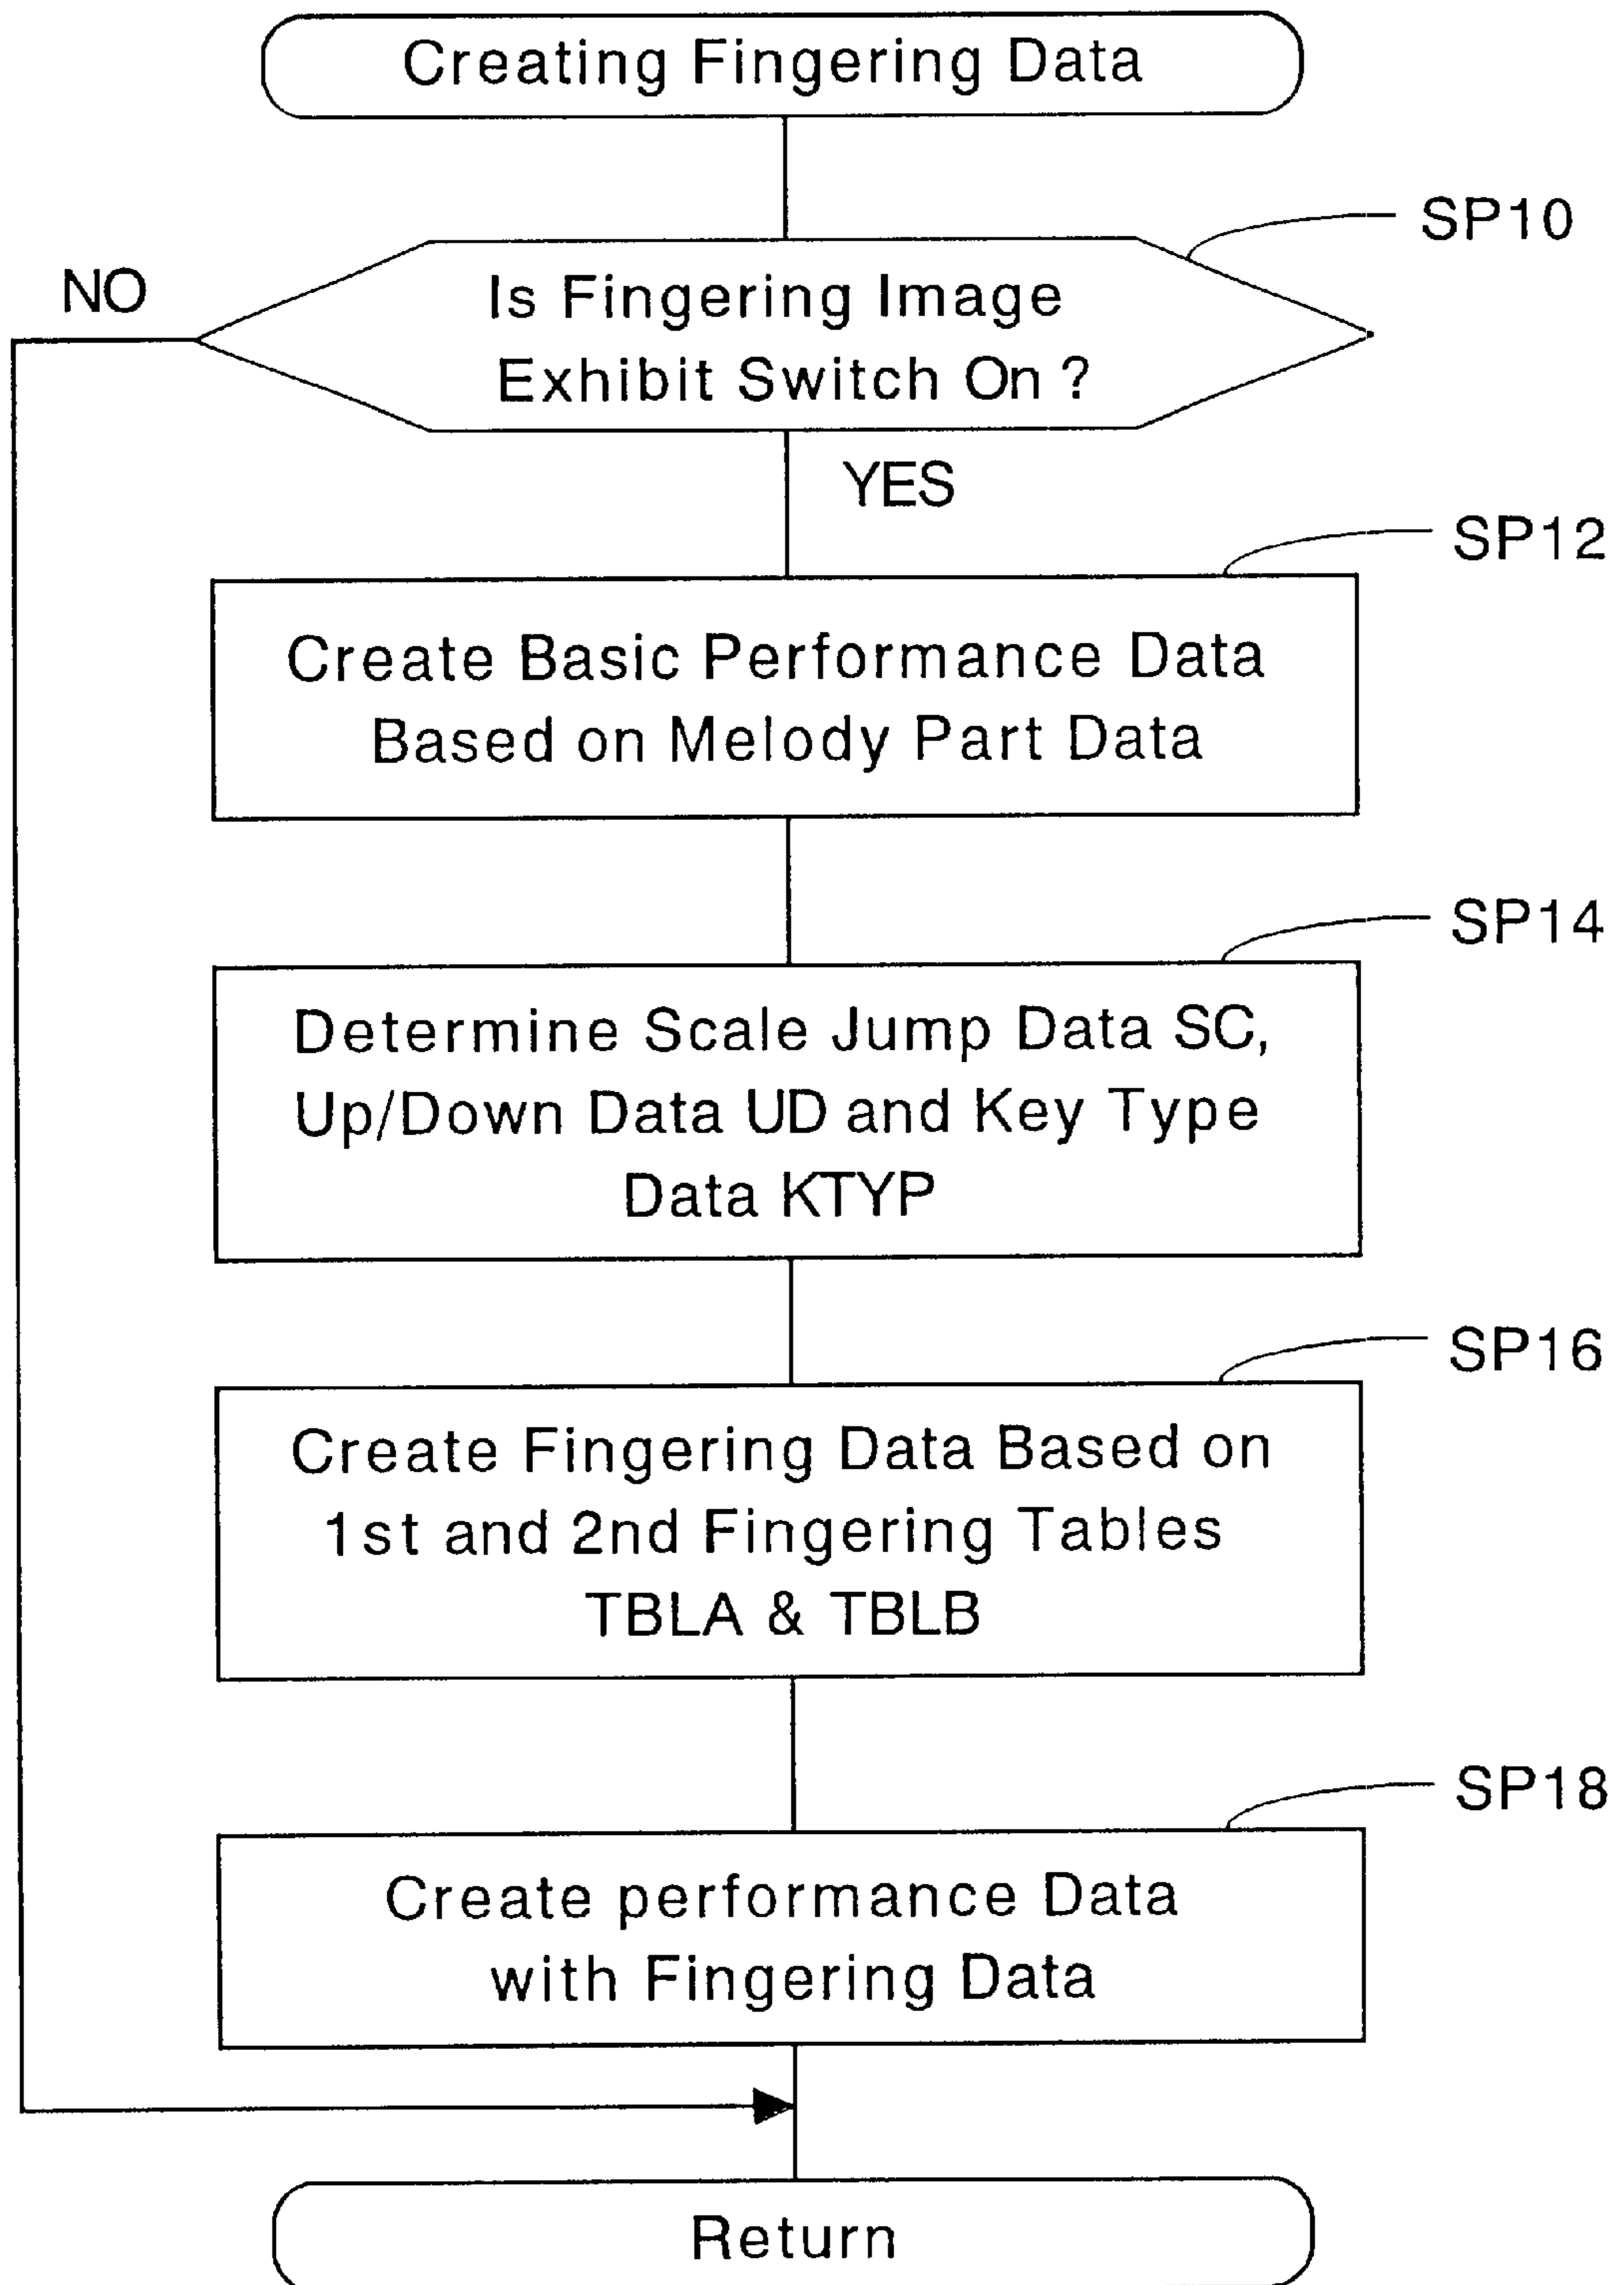 Creating Fingering Data
SP10
NO
Is Fingering Image
Exhibit Switch On ?
YES
SP12
Create Basic Performance Data
Based on Melody Part Data
SP14
Determine Scale Jump Data SC,
Up/Down Data UD and Key Type
Data KTYP
SP16
Create Fingering Data Based on
1st and 2nd Fingering Tables
TBLA & TBLB
SP18
Create performance Data
with Fingering Data
Return